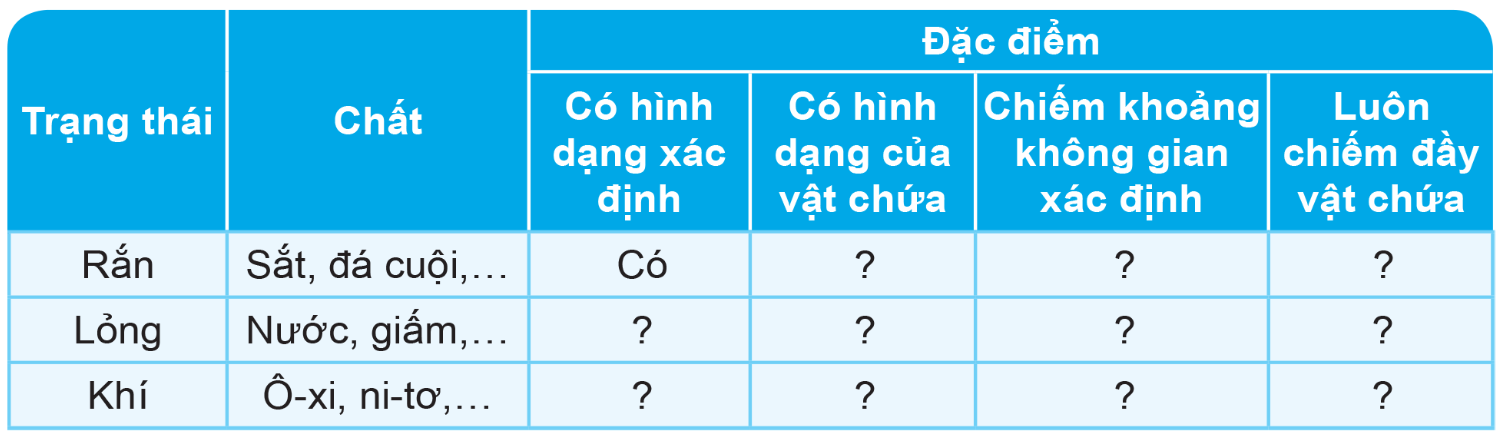 Đặc điểm
Trạng thái
Chất
Có hình
dạng xác
định
Có hình
dạng của
vật chứa
Chiếm khoảng
không gian
xác định
Luôn
chiếm đầy
vật chứa
Rắn Sắt, đá cuội,... Có ? ? ?
Lỏng Nước, giấm,... ? ? ? ?
Khí Ô-xi, ni-tơ,... ? ? ? ?